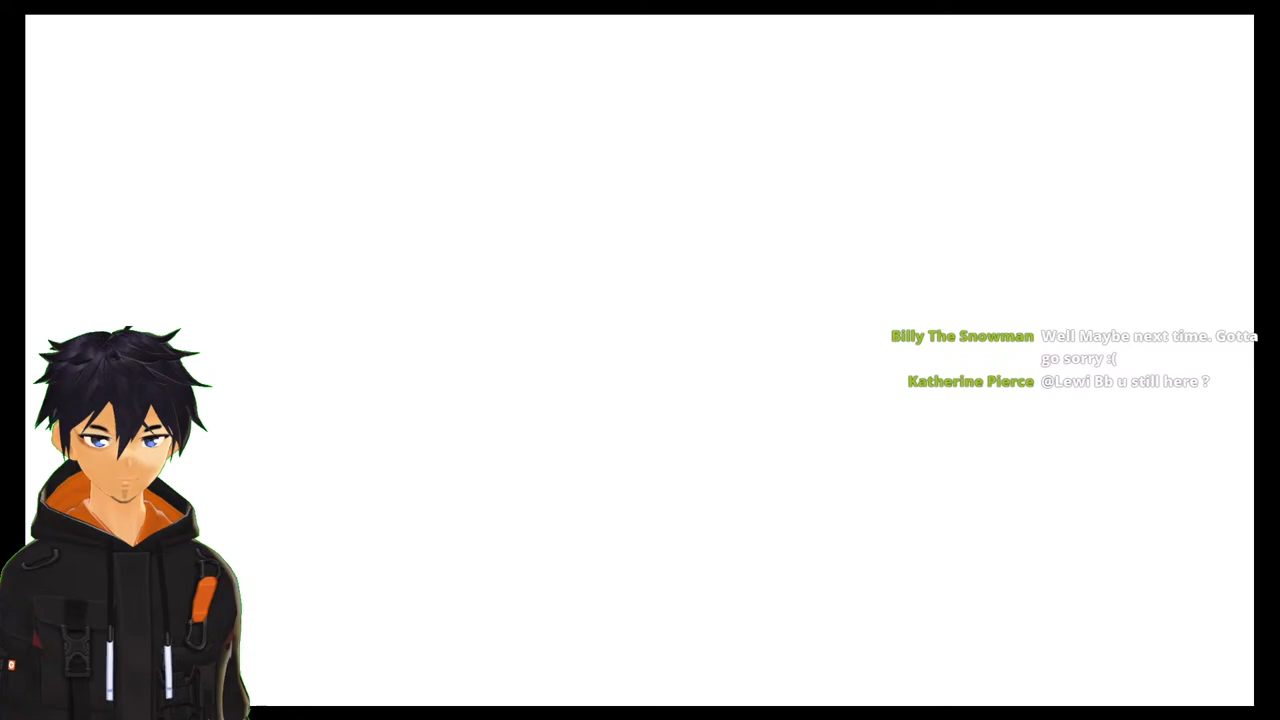 Billy The Snowman Well Maybe next time. Gotta
go sorry :(
Katherine Pierce @Lewi Bb u still here ?